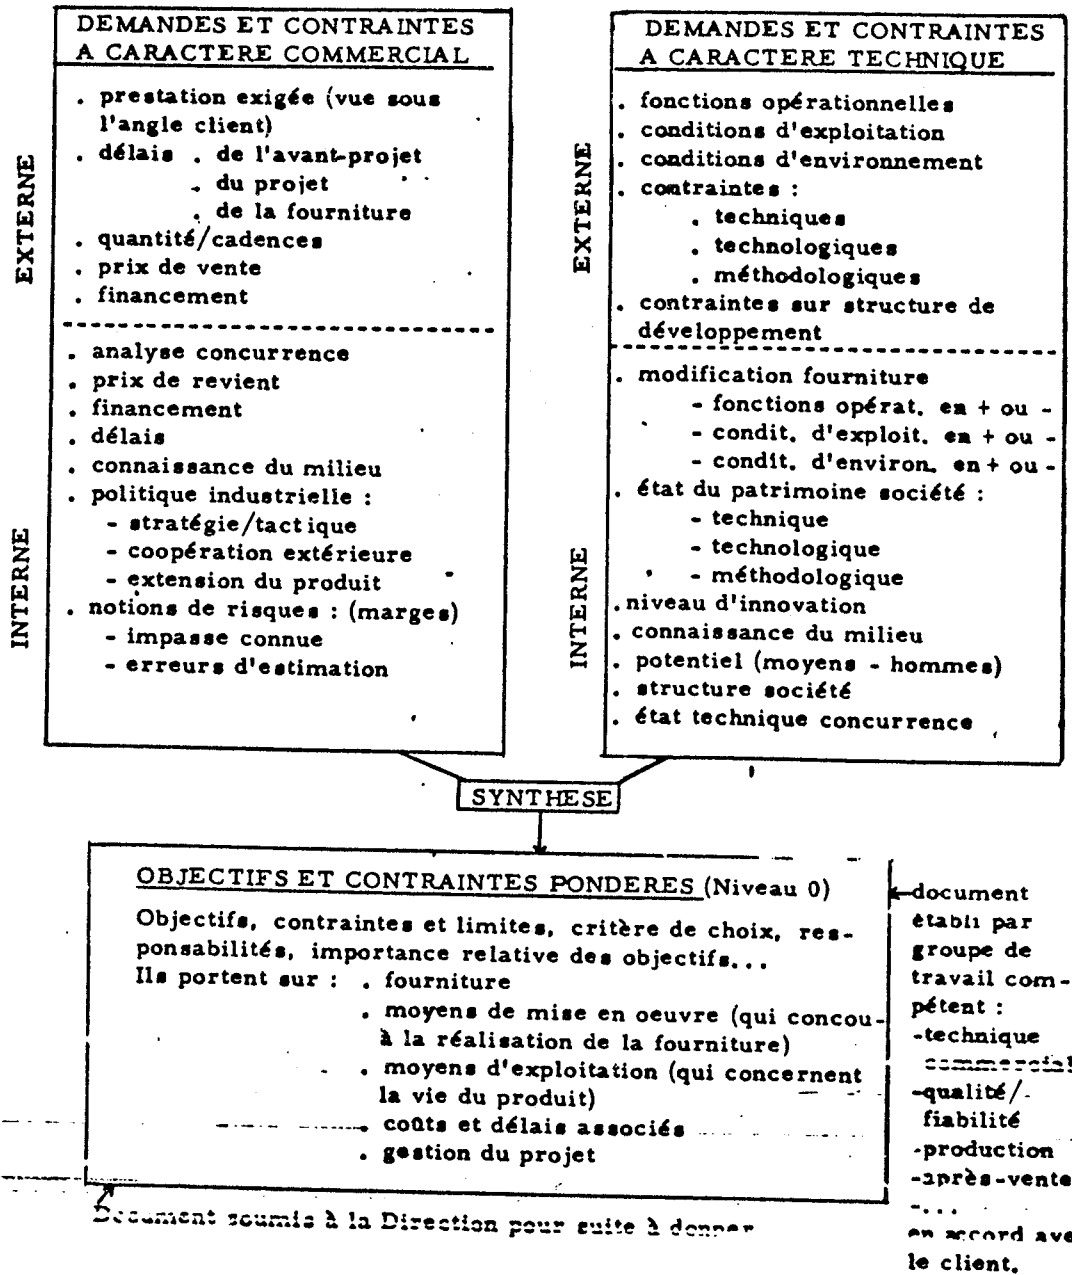 DEMANDES ET CONTRAINTES
A CARACTERE COMMERCIAL
EXTERNE
. prestation exigée (vue sous
l'angle client)
. délais . de l'avant-projet
. du projet
. de la fourniture
. quantité/cadences
. prix de vente
. financement
INTERNE
. analyse concurrence
. prix de revient
. financement
. délais
. connaissance du milieu
. politique industrielle :
- stratégie/tactique
- coopération extérieure
- extension du produit
. notions de risques : (marges)
- impasse connue
- erreurs d'estimation
DEMANDES ET CONTRAINTES
A CARACTERE TECHNIQUE
EXTERNE
. fonctions opérationnelles
. conditions d'exploitation
. conditions d'environnement
. contraintes :
. techniques
. technologiques
. méthodologiques
. contraintes sur structure de
développement
INTERNE
. modification fourniture
- fonctions opérat. en + ou -
- condit. d'exploit. en + ou -
- condit. d'environ. en + ou -
. état du patrimoine société :
- technique
- technologique
- méthodologique
. niveau d'innovation
. connaissance du milieu
. potentiel (moyens - hommes)
. structure société
. état technique concurrence
SYNTHESE
OBJECTIFS ET CONTRAINTES PONDERES (Niveau 0)
Objectifs, contraintes et limites, critère de choix, res-
ponsabilités, importance relative des objectifs...
Ils portent sur : . fourniture
. moyens de mise en oeuvre (qui concou-
à la réalisation de la fourniture)
. moyens d'exploitation (qui concernent
la vie du produit)
. coûts et délais associés
. gestion du projet
document
établi par
groupe de
travail com-
pétent :
-technique
commercial
-qualité/-
fiabilité
-production
-après-vente
-...
en accord ave
le client.
Document soumis à la Direction pour suite à donner